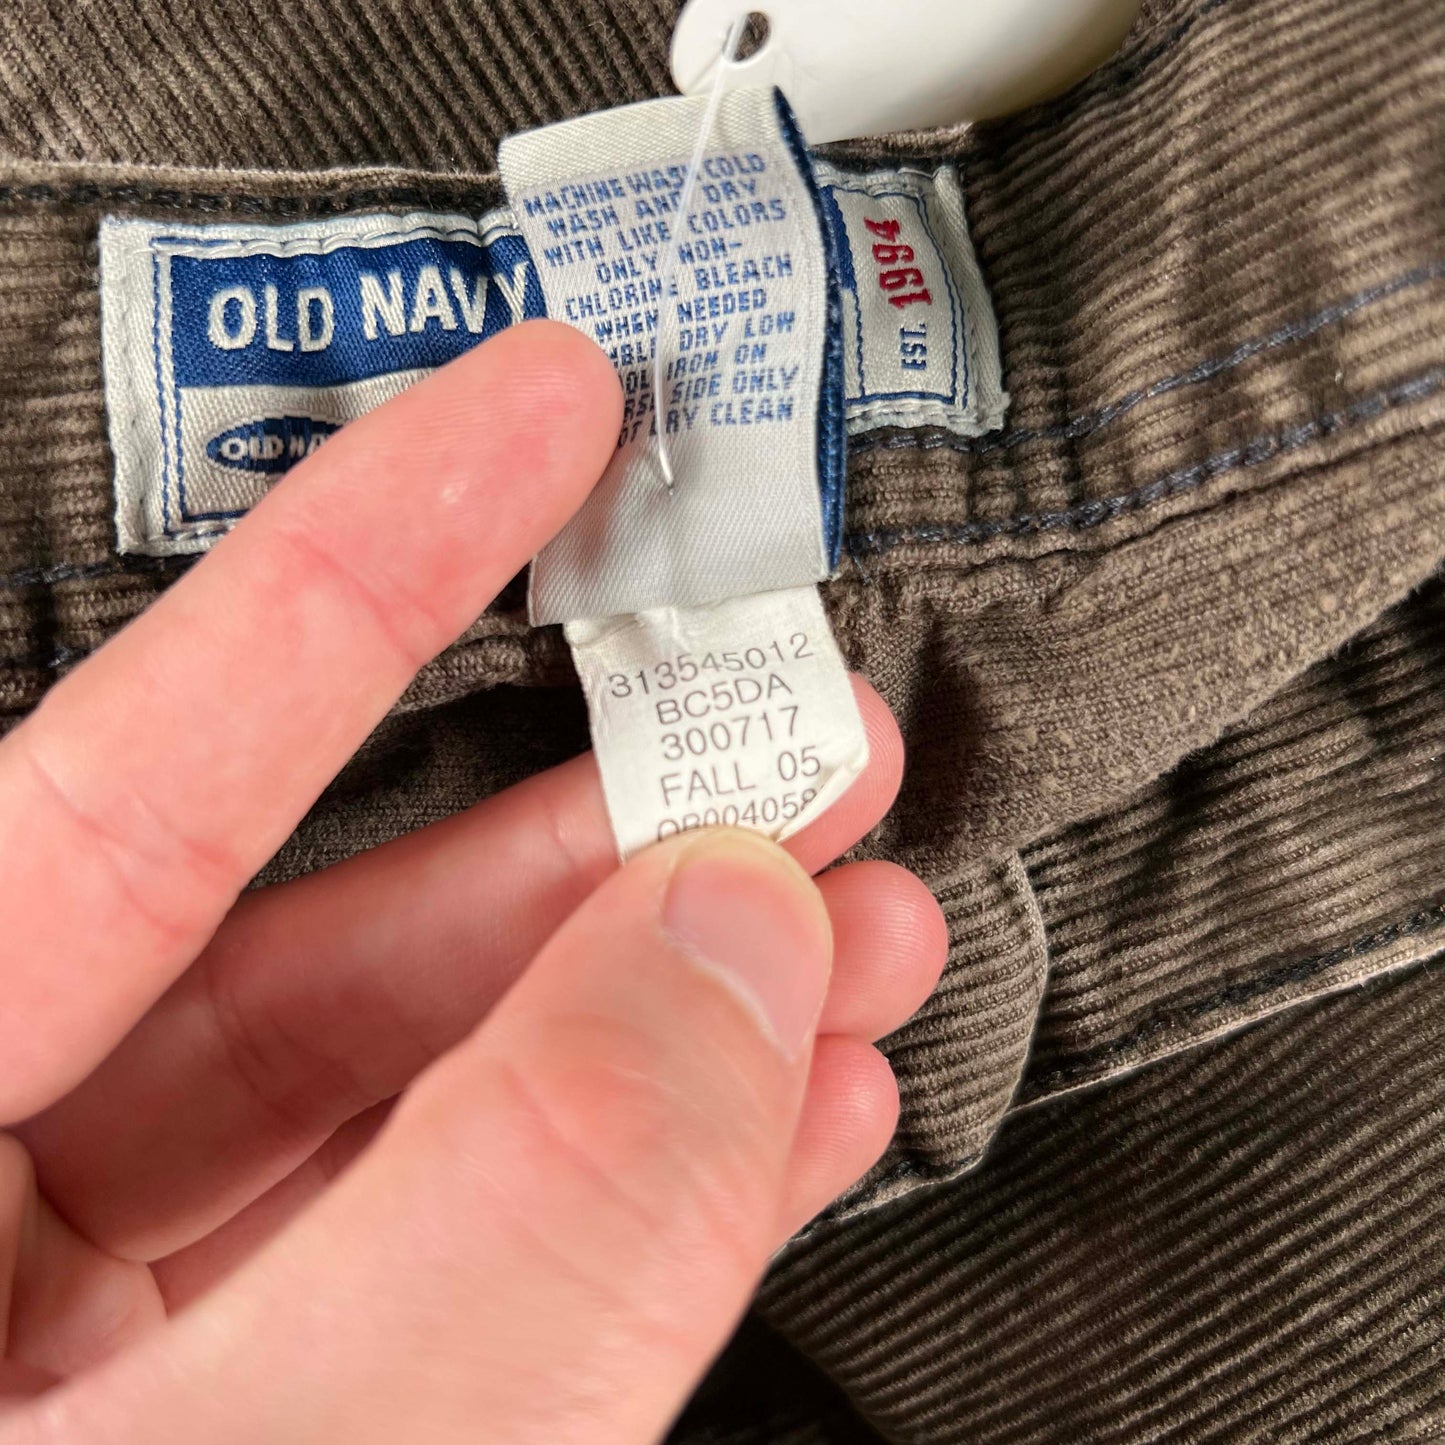 OLD NAVY
OLD
EST. 1994
MACHINE WASH COLD
WASH AND DRY
WITH LIKE COLORS
ONLY NON-
CHLORINE BLEACH
WHEN NEEDED
DRY LOW
IRON ON
SIDE ONLY
DRY CLEAN
313545012
BC5DA
300717
FALL 05